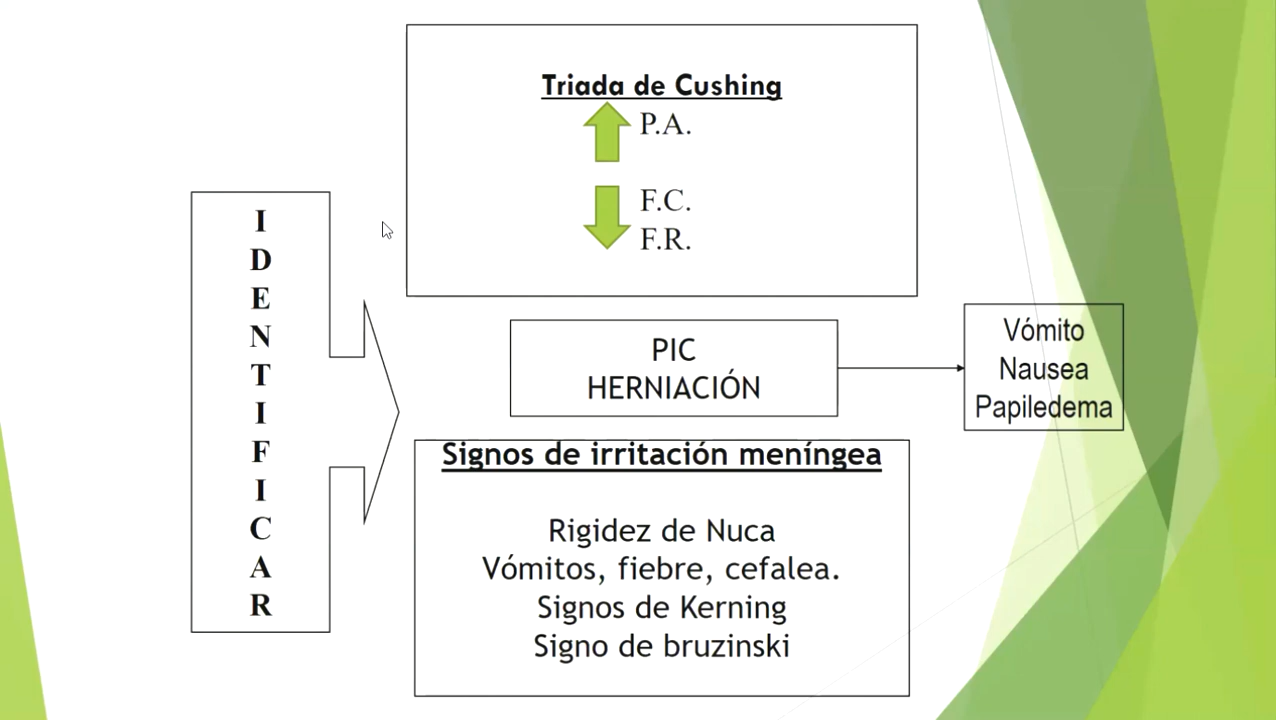 I
D
E
N
T
I
F
I
C
A
R
Triada de Cushing
P.A.
F.C.
F.R.
PIC
HERNIACIÓN
Vómito
Nausea
Papiledema
Signos de irritación meníngea
Rigidez de Nuca
Vómitos, fiebre, cefalea.
Signos de Kerning
Signo de bruzinski